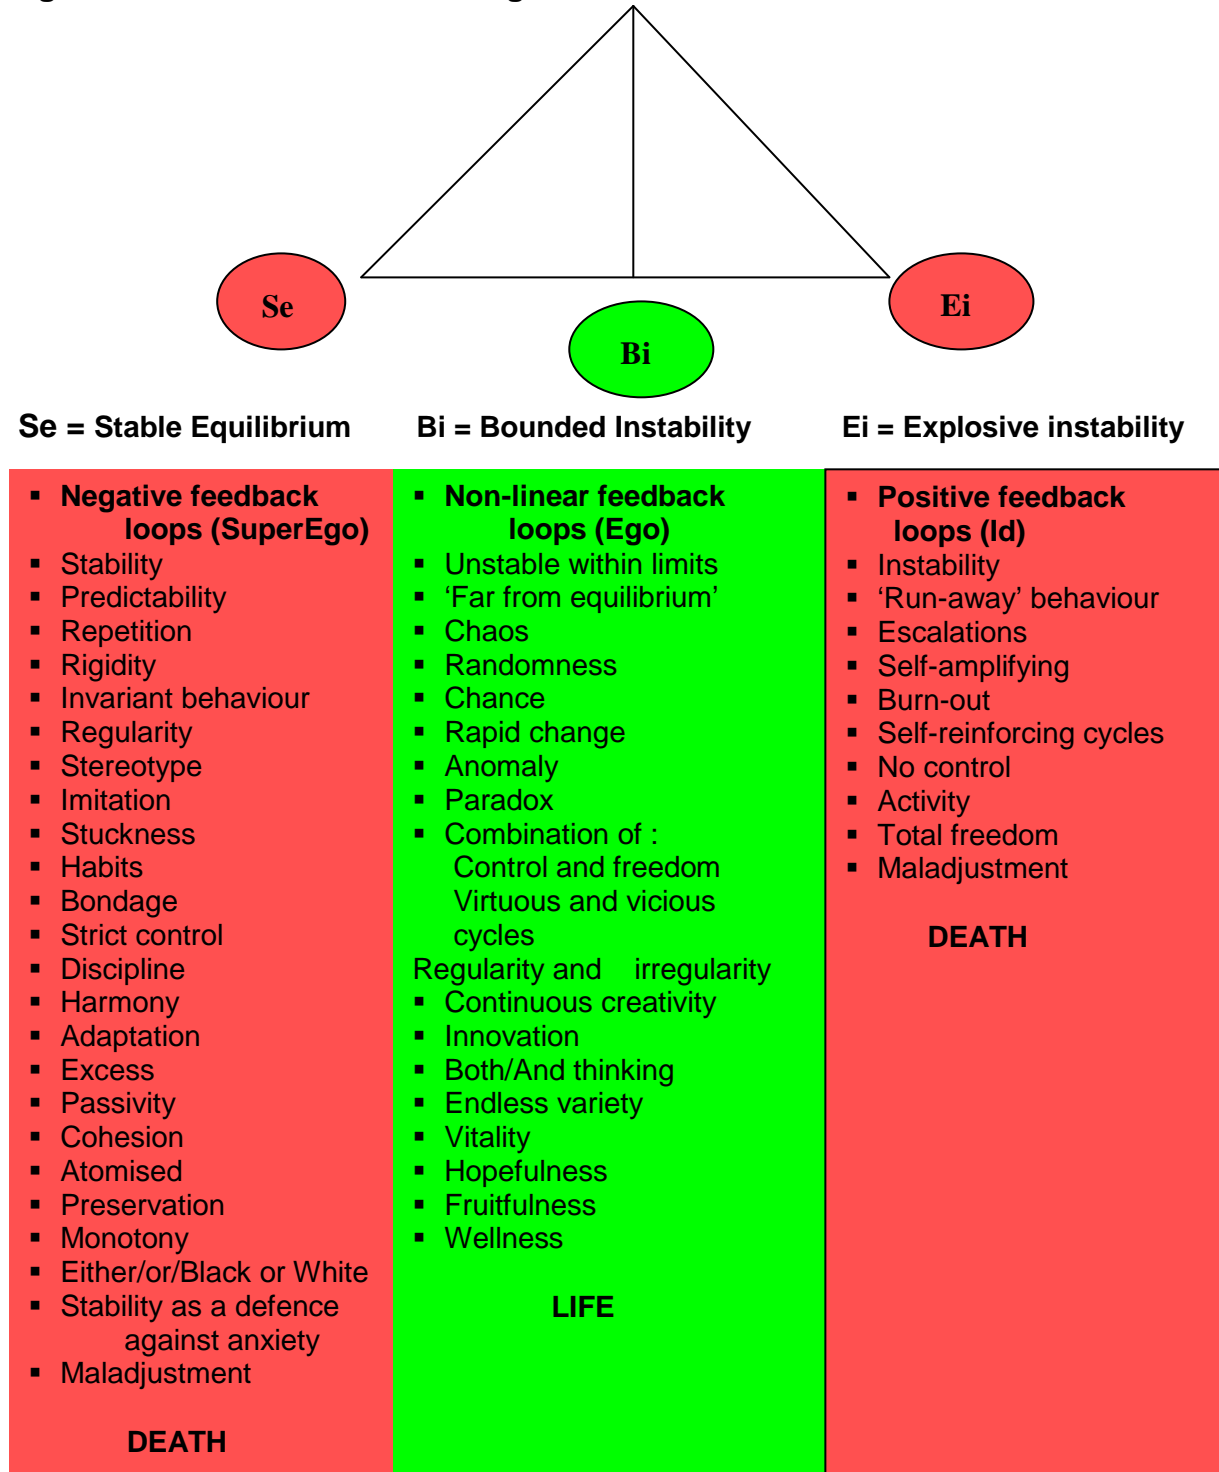 Se
Ei
Bi
Se = Stable Equilibrium
Bi = Bounded Instability
Ei = Explosive instability
▪ Negative feedback
loops (SuperEgo)
▪ Stability
▪ Predictability
▪ Repetition
▪ Rigidity
▪ Invariant behaviour
▪ Regularity
▪ Stereotype
▪ Imitation
▪ Stuckness
▪ Habits
▪ Bondage
▪ Strict control
▪ Discipline
▪ Harmony
▪ Adaptation
▪ Excess
▪ Passivity
▪ Cohesion
▪ Atomised
▪ Preservation
▪ Monotony
▪ Either/or/Black or White
▪ Stability as a defence
against anxiety
▪ Maladjustment
DEATH
▪ Non-linear feedback
loops (Ego)
▪ Unstable within limits
▪ ‘Far from equilibrium’
▪ Chaos
▪ Randomness
▪ Chance
▪ Rapid change
▪ Anomaly
▪ Paradox
▪ Combination of :
Control and freedom
Virtuous and vicious
cycles
Regularity and irregularity
▪ Continuous creativity
▪ Innovation
▪ Both/And thinking
▪ Endless variety
▪ Vitality
▪ Hopefulness
▪ Fruitfulness
▪ Wellness
LIFE
▪ Positive feedback
loops (Id)
▪ Instability
▪ ‘Run-away’ behaviour
▪ Escalations
▪ Self-amplifying
▪ Burn-out
▪ Self-reinforcing cycles
▪ No control
▪ Activity
▪ Total freedom
▪ Maladjustment
DEATH